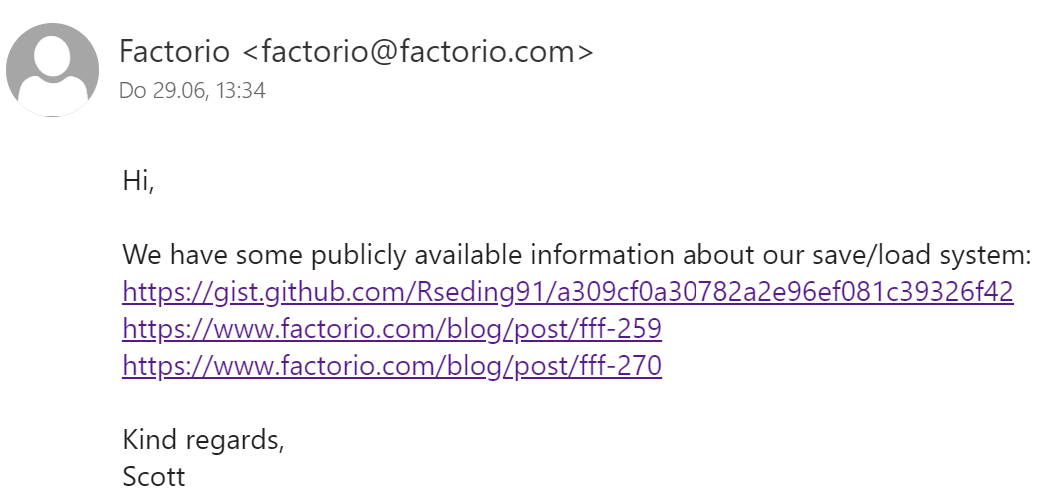 Factorio <factorio@factorio.com>
Do 29.06, 13:34
Hi,
We have some publicly available information about our save/load system:
https://gist.github.com/Rseding91/a309cf0a30782a2e96ef081c39326f42
https://www.factorio.com/blog/post/fff-259
https://www.factorio.com/blog/post/fff-270
Kind regards,
Scott